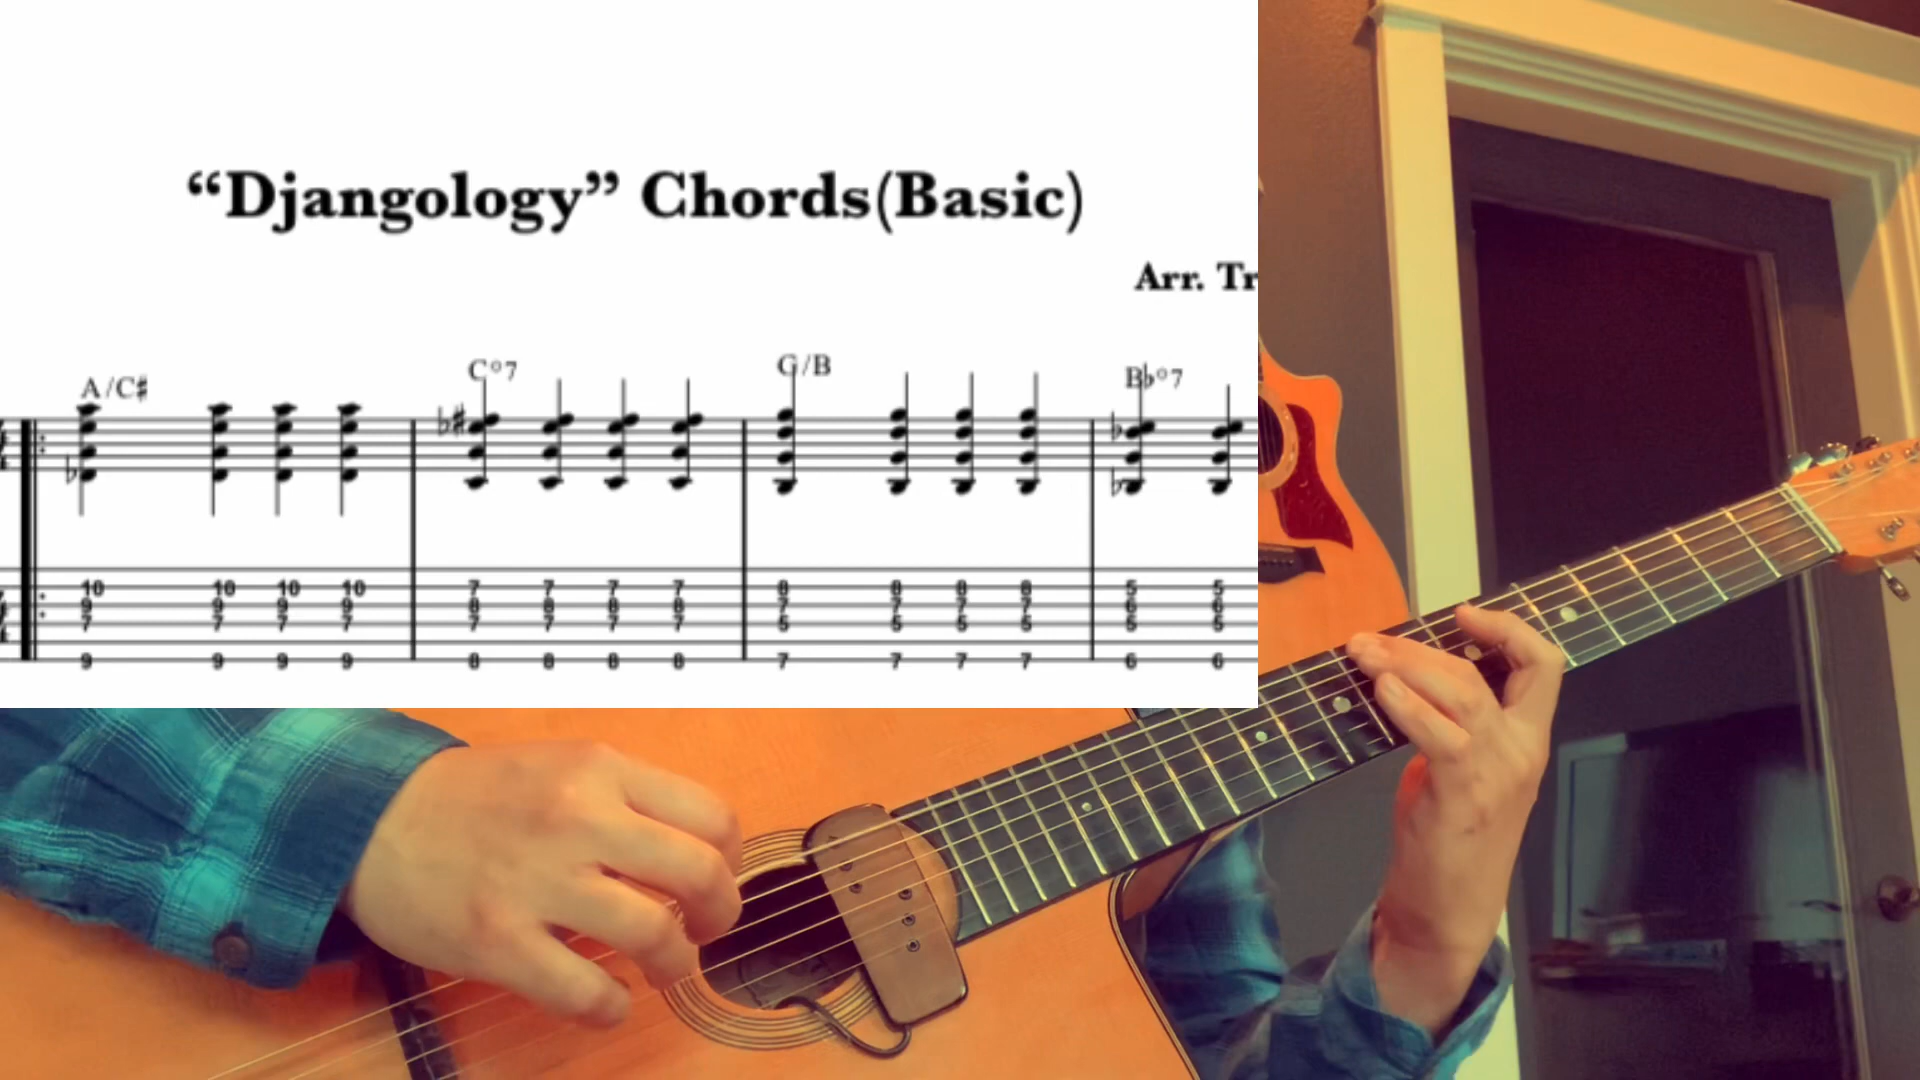 “Djangology” Chords(Basic)
Arr. Tr
A/C♯ C°7 G/B B♭°7
10 10 10 10 7 7 7 7 8 8 8 8 5 5
9 9 9 9 8 8 8 8 7 7 7 7 6 6
7 7 7 7 7 7 7 7 5 5 5 5 5 5
9 9 9 9 8 8 8 8 7 7 7 7 6 6